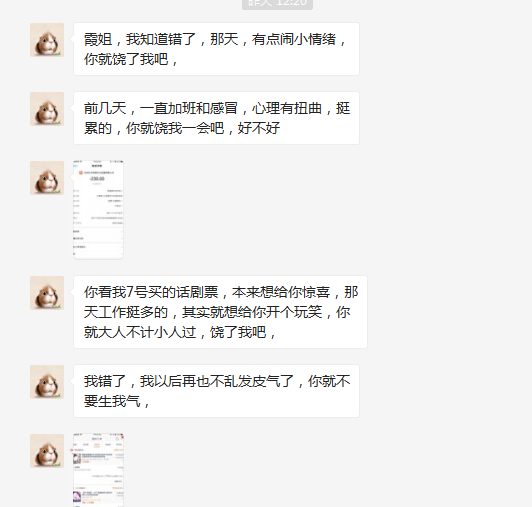 昨天 12:20
霞姐，我知道错了，那天，有点闹小情绪，
你就饶了我吧，
前几天，一直加班和感冒，心理有扭曲，挺
累的，你就饶我一会吧，好不好
你看我7号买的话剧票，本来想给你惊喜，那
天工作挺多的，其实就想给你开个玩笑，你
就大人不计小人过，饶了我吧，
我错了，我以后再也不乱发皮气了，你就不
要生我气，